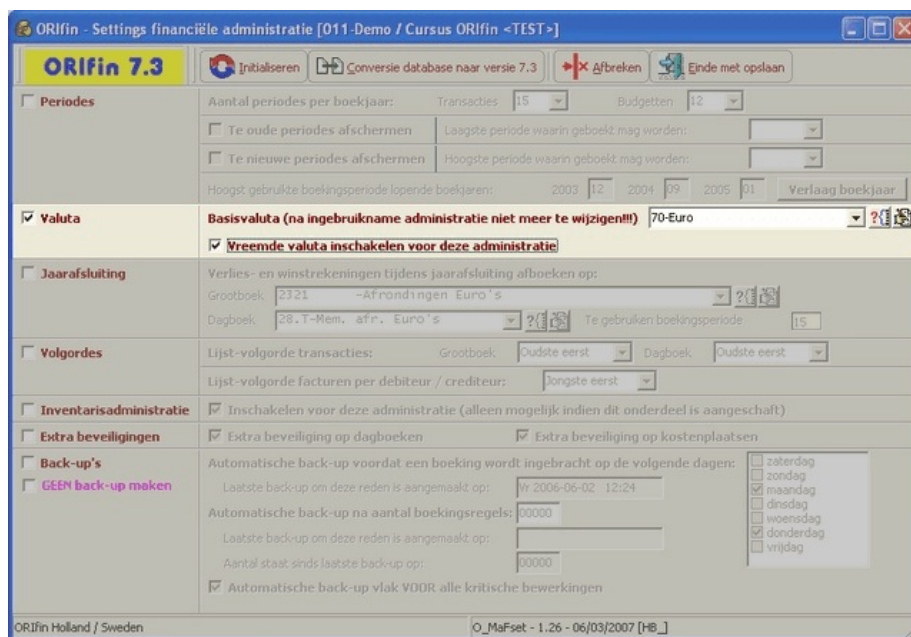 ORIfin - Settings financiële administratie [011-Demo / Cursus ORIfin <TEST>]
ORIfin 7.3 Initialiseren Conversie database naar versie 7.3 Afbreken Einde met opslaan
Periodes Aantal periodes per boekjaar: Transacties 15 Budgetten 12
Te oude periodes afschermen Laagste periode waarin geboekt mag worden:
Te nieuwe periodes afschermen Hoogste periode waarin geboekt mag worden:
Hoogst gebruikte boekingsperiode lopende boekjaren: 2003 12 2004 09 2005 01 Verlaag boekjaar
Valuta Basisvaluta (na ingebruikname administratie niet meer te wijzigen!!!) 70-Euro
Vreemde valuta inschakelen voor deze administratie
Jaarafsluiting Verlies- en winstrekeningen tijdens jaarafsluiting afboeken op:
Grootboek 2321 -Afrondingen Euro's
Dagboek 28.T-Mem. afr. Euro's Te gebruiken boekingsperiode 15
Volgordes Lijst-volgorde transacties: Grootboek Oudste eerst Dagboek Oudste eerst
Lijst-volgorde facturen per debiteur / crediteur: Jongste eerst
Inventarisadministratie Inschakelen voor deze administratie (alleen mogelijk indien dit onderdeel is aangeschaft)
Extra beveiligingen Extra beveiliging op dagboeken Extra beveiliging op kostenplaatsen
Back-up's Automatische back-up voordat een boeking wordt ingebracht op de volgende dagen: zaterdag
zondag
GEEN back-up maken Laatste back-up om deze reden is aangemaakt op: Vr 2006-06-02 12:24 maandag
dinsdag
Automatische back-up na aantal boekingsregels: 00000 woensdag
donderdag
Laatste back-up om deze reden is aangemaakt op: vrijdag
Aantal staat sinds laatste back-up op: 00000
Automatische back-up vlak VOOR alle kritische bewerkingen
ORIfin Holland / Sweden O_MaFset - 1.26 - 06/03/2007 [HB_]